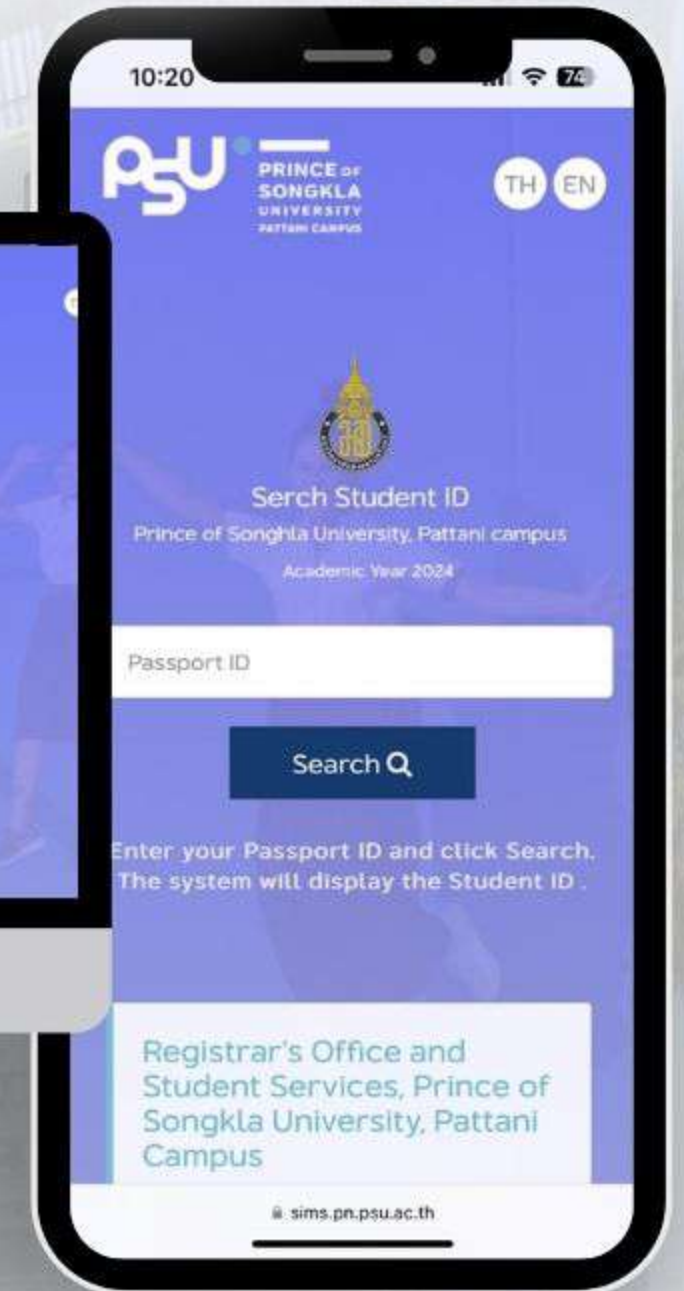 10:20
74
PSU
PRINCE OF
SONGKLA
UNIVERSITY
PATTANI CAMPUS
TH EN
Serch Student ID
Prince of Songhla University, Pattani campus
Academic Year 2024
Passport ID
Search
Enter your Passport ID and click Search.
The system will display the Student ID .
Registrar's Office and
Student Services, Prince of
Songkla University, Pattani
Campus
sims.pn.psu.ac.th